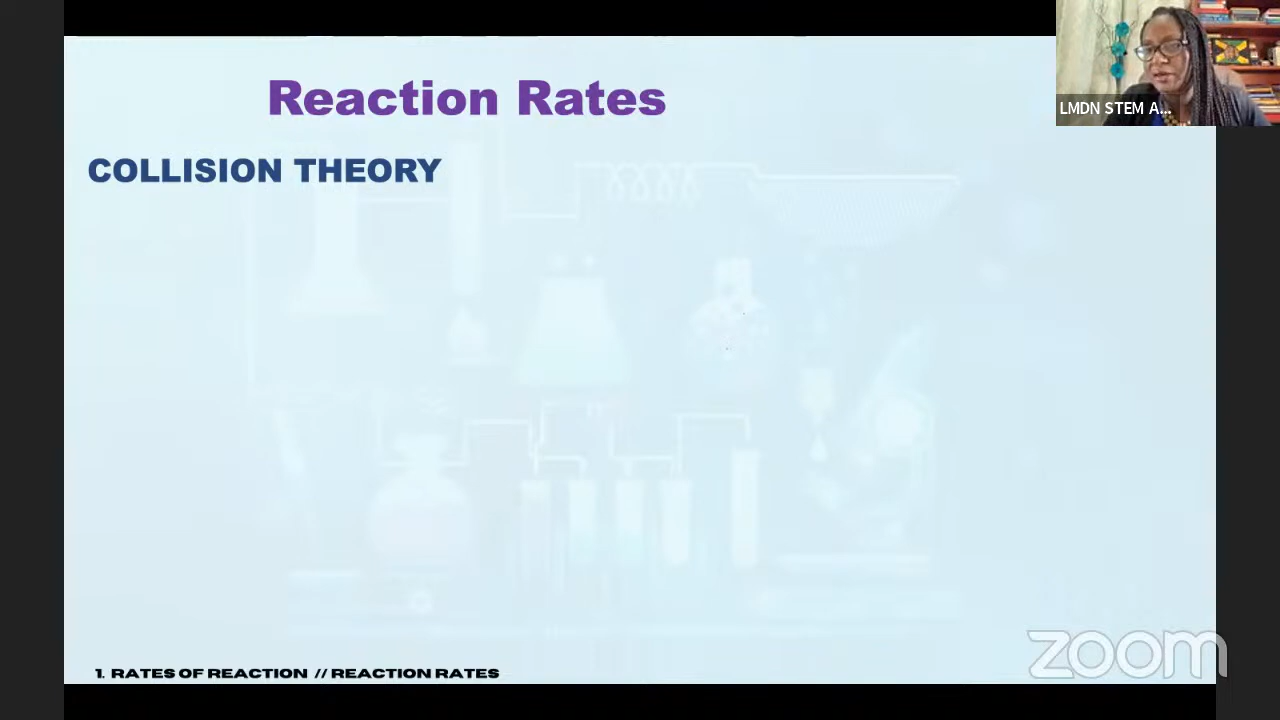 Reaction Rates
LMDN STEM A...
COLLISION THEORY
1. RATES OF REACTION // REACTION RATES
zoom